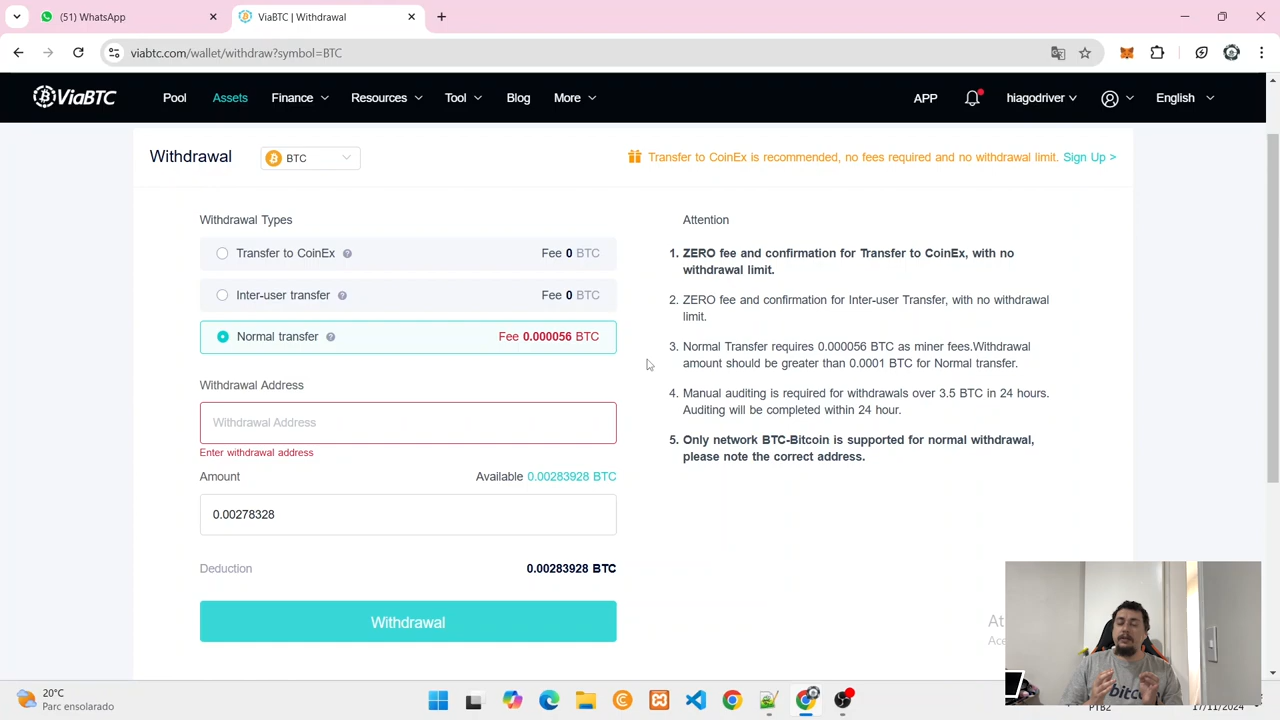 (51) WhatsApp
ViaBTC | Withdrawal
viabtc.com/wallet/withdraw?symbol=BTC
ViaBTC
Pool
Assets
Finance
Resources
Tool
Blog
More
APP
hiagodriver
English
Withdrawal
BTC
Transfer to CoinEx is recommended, no fees required and no withdrawal limit. Sign Up >
Withdrawal Types
Transfer to CoinEx
Fee 0 BTC
Inter-user transfer
Fee 0 BTC
Normal transfer
Fee 0.000056 BTC
Withdrawal Address
Withdrawal Address
Enter withdrawal address
Amount
Available 0.00283928 BTC
0.00278328
Deduction
0.00283928 BTC
Withdrawal
Attention
1. ZERO fee and confirmation for Transfer to CoinEx, with no
withdrawal limit.
2. ZERO fee and confirmation for Inter-user Transfer, with no withdrawal
limit.
3. Normal Transfer requires 0.000056 BTC as miner fees.Withdrawal
amount should be greater than 0.0001 BTC for Normal transfer.
4. Manual auditing is required for withdrawals over 3.5 BTC in 24 hours.
Auditing will be completed within 24 hour.
5. Only network BTC-Bitcoin is supported for normal withdrawal,
please note the correct address.
20°C
Parc ensolarado
PTB2
17/11/2024